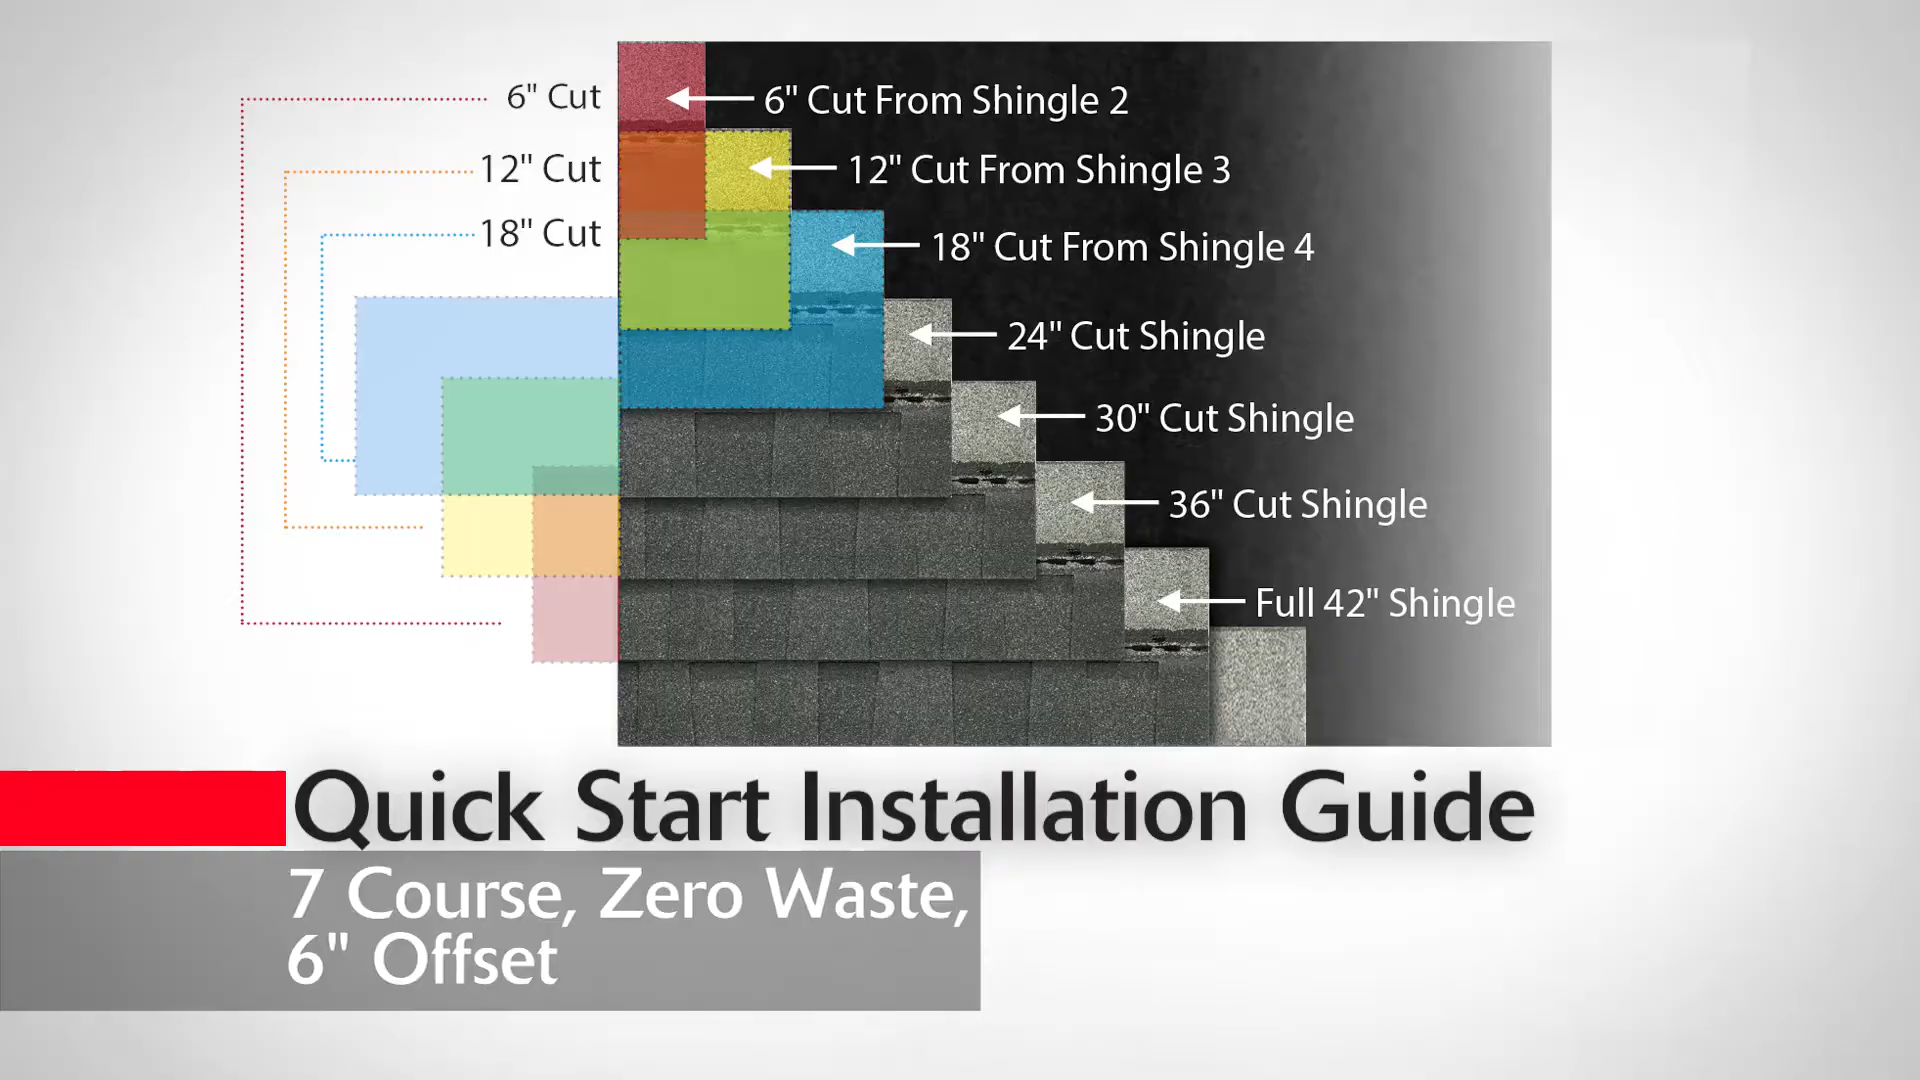 6" Cut
6" Cut From Shingle 2
12" Cut
12" Cut From Shingle 3
18" Cut
18" Cut From Shingle 4
24" Cut Shingle
30" Cut Shingle
36" Cut Shingle
Full 42" Shingle
Quick Start Installation Guide
7 Course, Zero Waste,
6" Offset